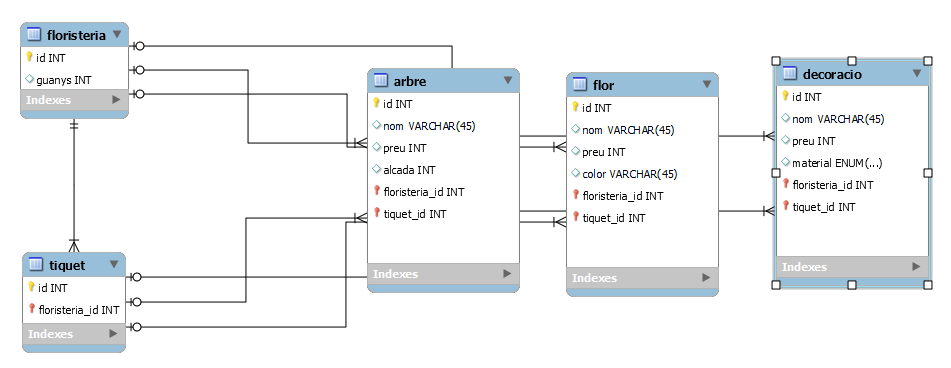 floristeria
id INT
guanys INT
Indexes
tiquet
id INT
floristeria_id INT
Indexes
arbre
id INT
nom VARCHAR(45)
preu INT
alcada INT
floristeria_id INT
tiquet_id INT
Indexes
flor
id INT
nom VARCHAR(45)
preu INT
color VARCHAR(45)
floristeria_id INT
tiquet_id INT
Indexes
decoracio
id INT
nom VARCHAR(45)
preu INT
material ENUM(...)
floristeria_id INT
tiquet_id INT
Indexes